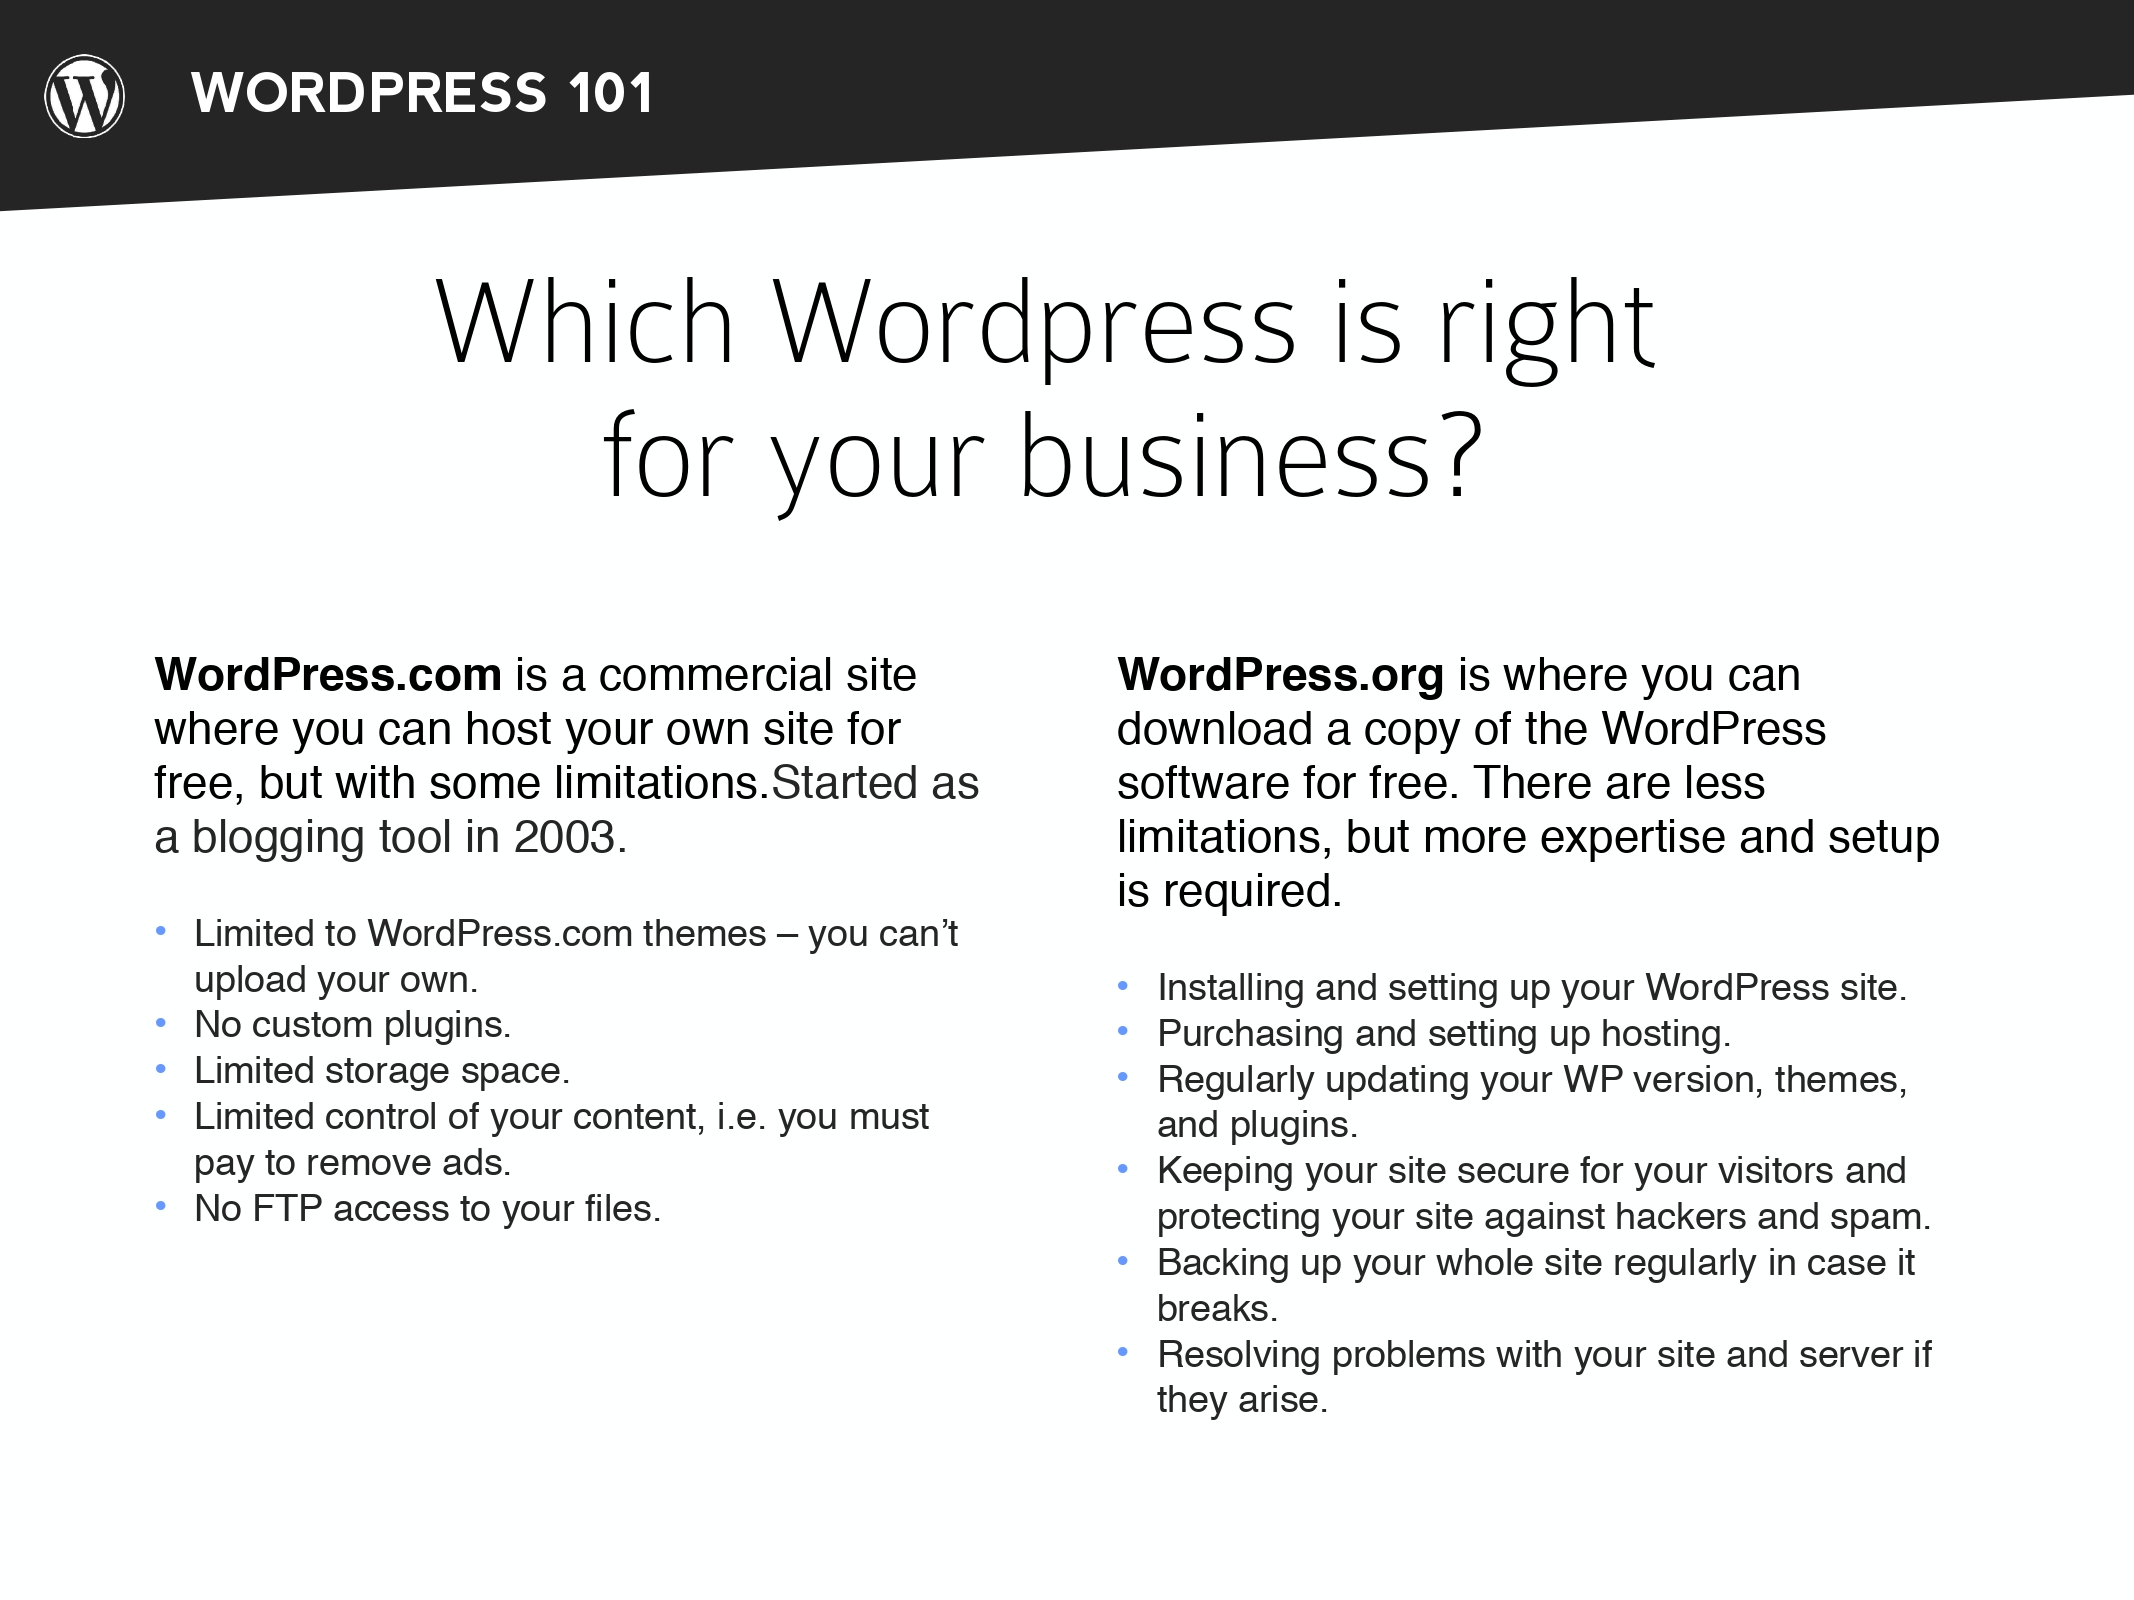 WORDPRESS 101
Which Wordpress is right
for your business?
WordPress.com is a commercial site
where you can host your own site for
free, but with some limitations.Started as
a blogging tool in 2003.
• Limited to WordPress.com themes – you can’t
upload your own.
• No custom plugins.
• Limited storage space.
• Limited control of your content, i.e. you must
pay to remove ads.
• No FTP access to your files.
WordPress.org is where you can
download a copy of the WordPress
software for free. There are less
limitations, but more expertise and setup
is required.
• Installing and setting up your WordPress site.
• Purchasing and setting up hosting.
• Regularly updating your WP version, themes,
and plugins.
• Keeping your site secure for your visitors and
protecting your site against hackers and spam.
• Backing up your whole site regularly in case it
breaks.
• Resolving problems with your site and server if
they arise.